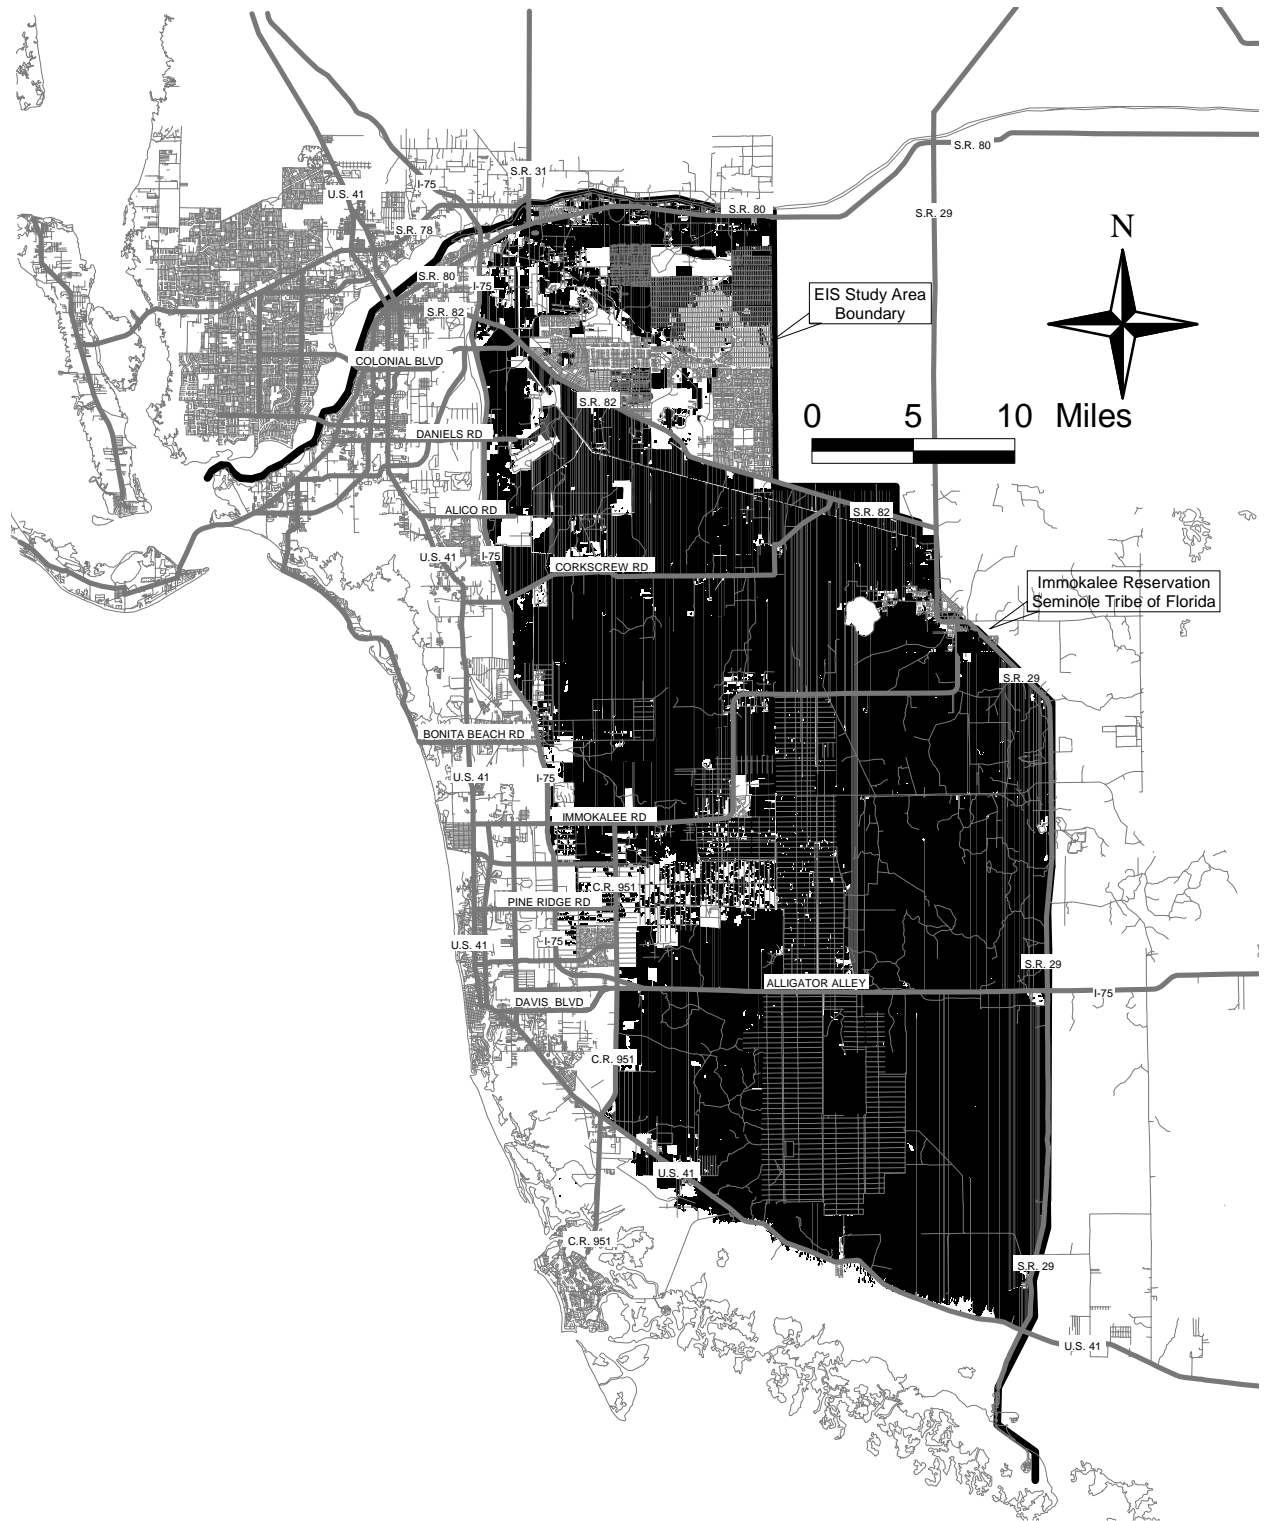 S.R. 80
S.R. 31
I-75
U.S. 41
S.R. 80
S.R. 29
S.R. 78
N
S.R. 80
I-75
EIS Study Area
Boundary
S.R. 82
COLONIAL BLVD
S.R. 82
0 5 10 Miles
DANIELS RD
ALICO RD
S.R. 82
U.S. 41
I-75
CORKSCREW RD
Immokalee Reservation
Seminole Tribe of Florida
S.R. 29
BONITA BEACH RD
U.S. 41
I-75
IMMOKALEE RD
C.R. 951
PINE RIDGE RD
U.S. 41
I-75
S.R. 29
ALLIGATOR ALLEY
I-75
DAVIS BLVD
C.R. 951
U.S. 41
C.R. 951
S.R. 29
U.S. 41